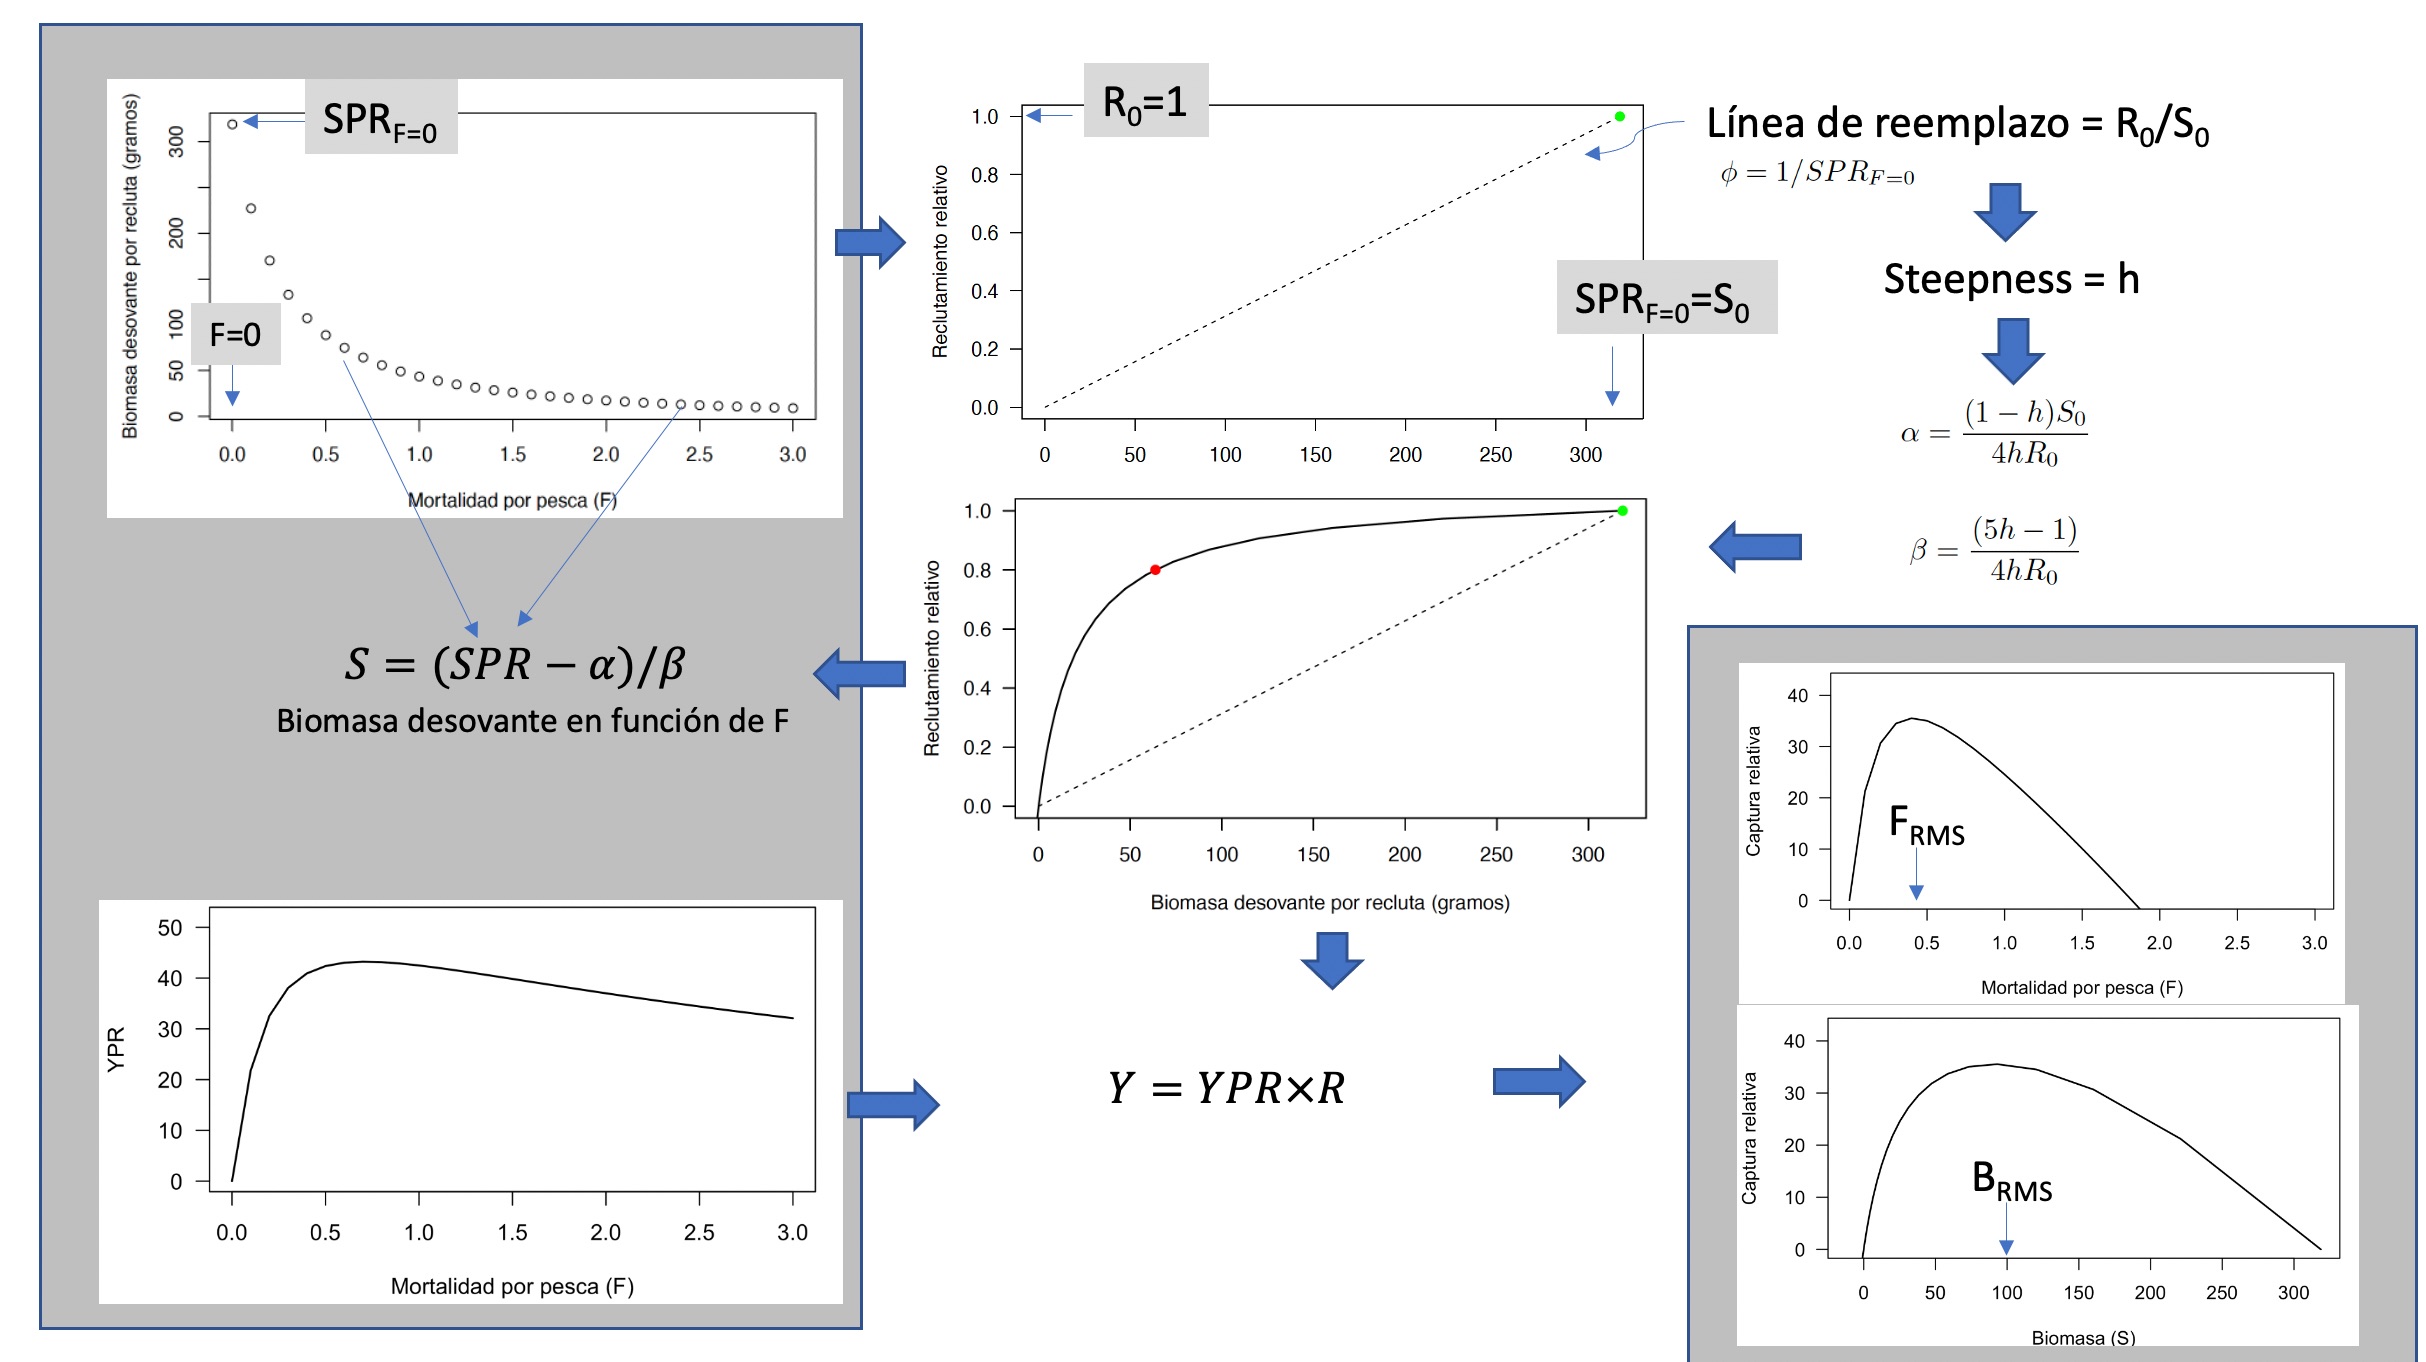 SPR_{F=0}
Biomasa desovante por recluta (gramos)
300
200
100
50
0
F=0
0.0 0.5 1.0 1.5 2.0 2.5 3.0
Mortalidad por pesca (F)
R_0=1
Reclutamiento relativo
1.0
0.8
0.6
0.4
0.2
0.0
SPR_{F=0}=S_0
0 50 100 150 200 250 300
Línea de reemplazo = R_0/S_0
ϕ = 1/SPR_{F=0}
Steepness = h
α = (1 − h)S_0 / 4hR_0
β = (5h − 1) / 4hR_0
Reclutamiento relativo
1.0
0.8
0.6
0.4
0.2
0.0
0 50 100 150 200 250 300
Biomasa desovante por recluta (gramos)
S = (SPR − α)/β
Biomasa desovante en función de F
YPR
50
40
30
20
10
0
0.0 0.5 1.0 1.5 2.0 2.5 3.0
Mortalidad por pesca (F)
Y = YPR×R
Captura relativa
40
30
20
10
0
F_{RMS}
0.0 0.5 1.0 1.5 2.0 2.5 3.0
Mortalidad por pesca (F)
Captura relativa
40
30
20
10
0
B_{RMS}
0 50 100 150 200 250 300
Biomasa (S)